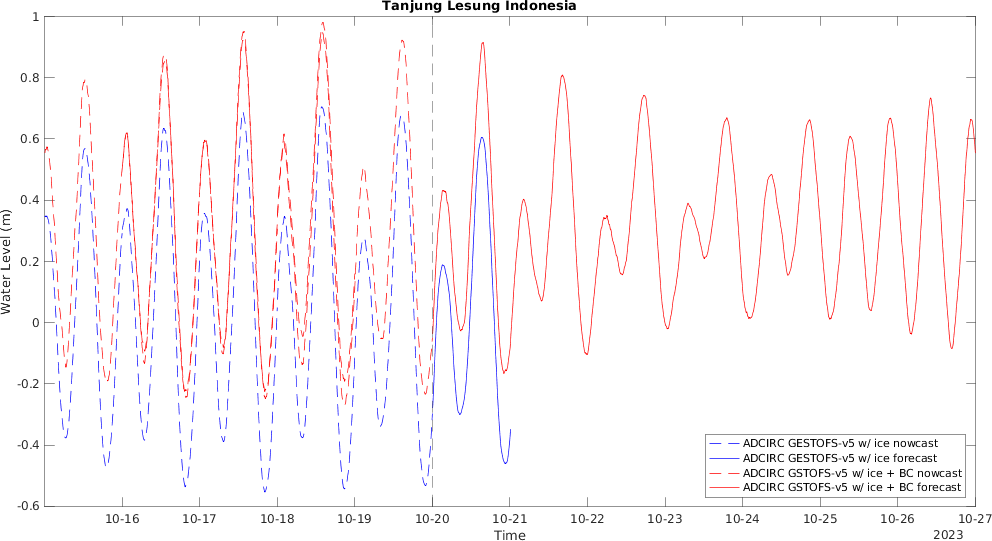 Tanjung Lesung Indonesia
Water Level (m)
1
0.8
0.6
0.4
0.2
0
-0.2
-0.4
-0.6
10-16 10-17 10-18 10-19 10-20 10-21 10-22 10-23 10-24 10-25 10-26 10-27
Time
2023
ADCIRC GESTOFS-v5 w/ ice nowcast
ADCIRC GESTOFS-v5 w/ ice forecast
ADCIRC GSTOFS-v5 w/ ice + BC nowcast
ADCIRC GSTOFS-v5 w/ ice + BC forecast